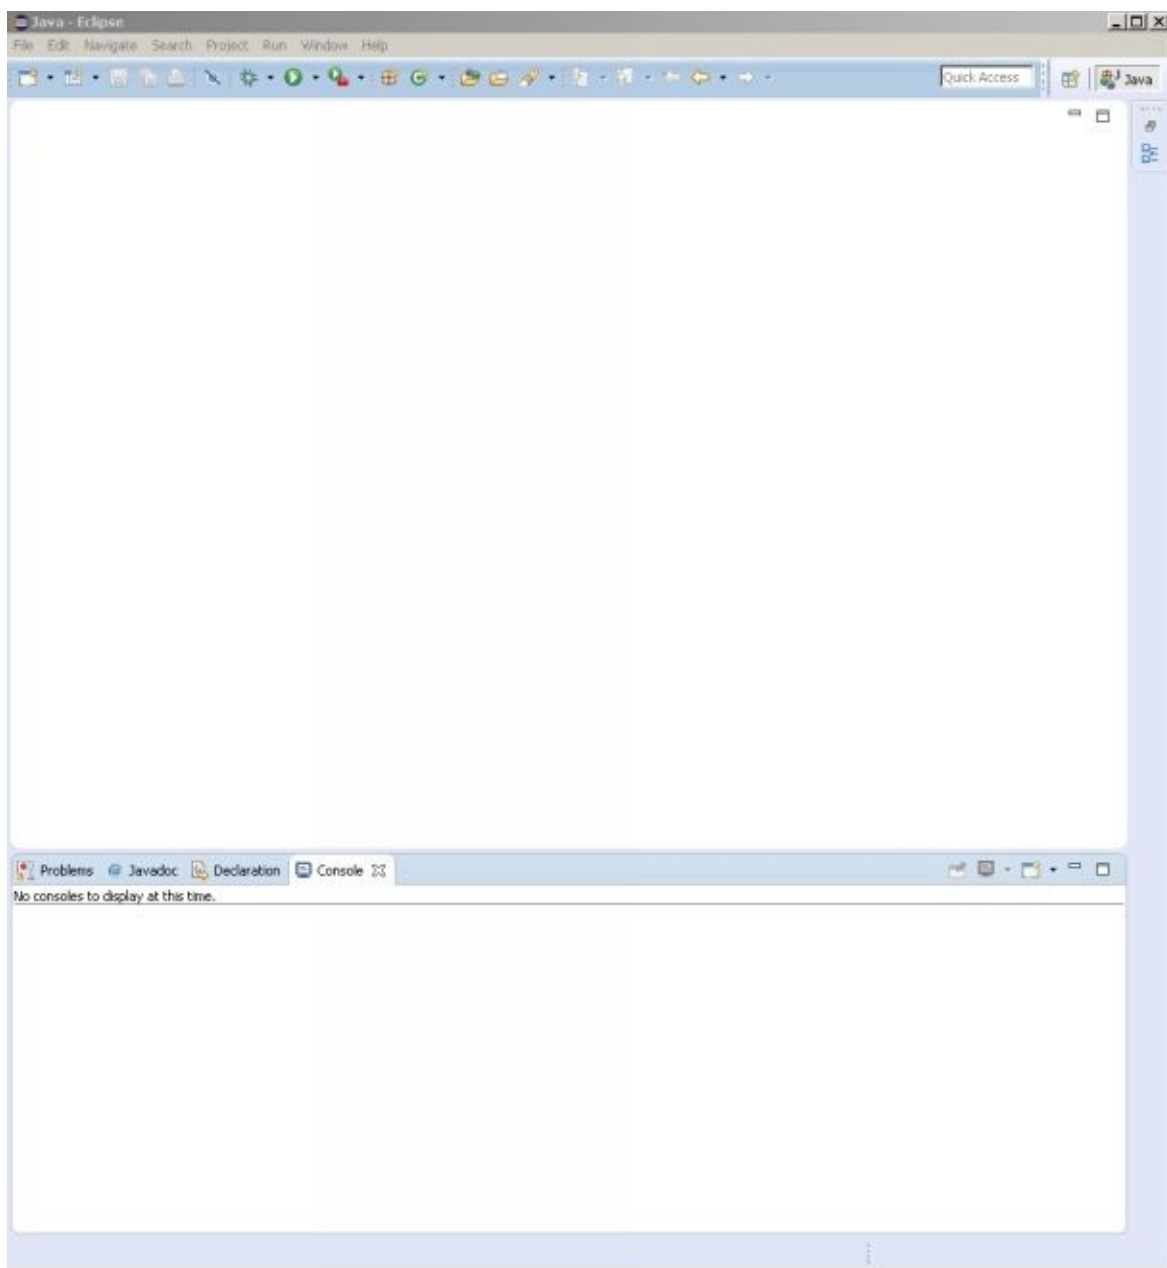 Java - Eclipse
File Edit Navigate Search Project Run Window Help
Quick Access
Java
Problems Javadoc Declaration Console
No consoles to display at this time.